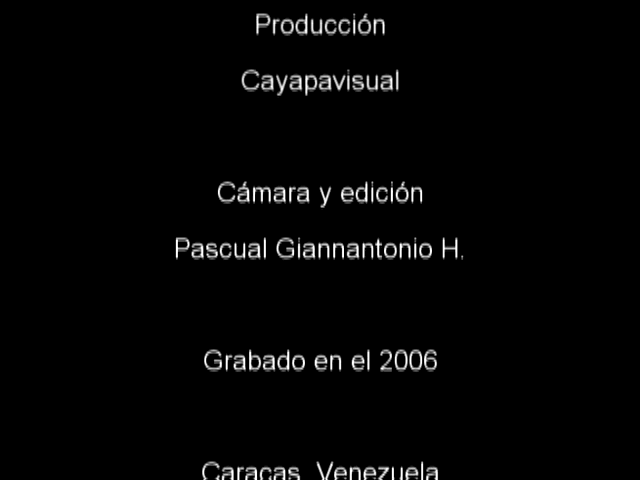 Producción
Cayapavisual
Cámara y edición
Pascual Giannantonio H.
Grabado en el 2006
Caracas, Venezuela